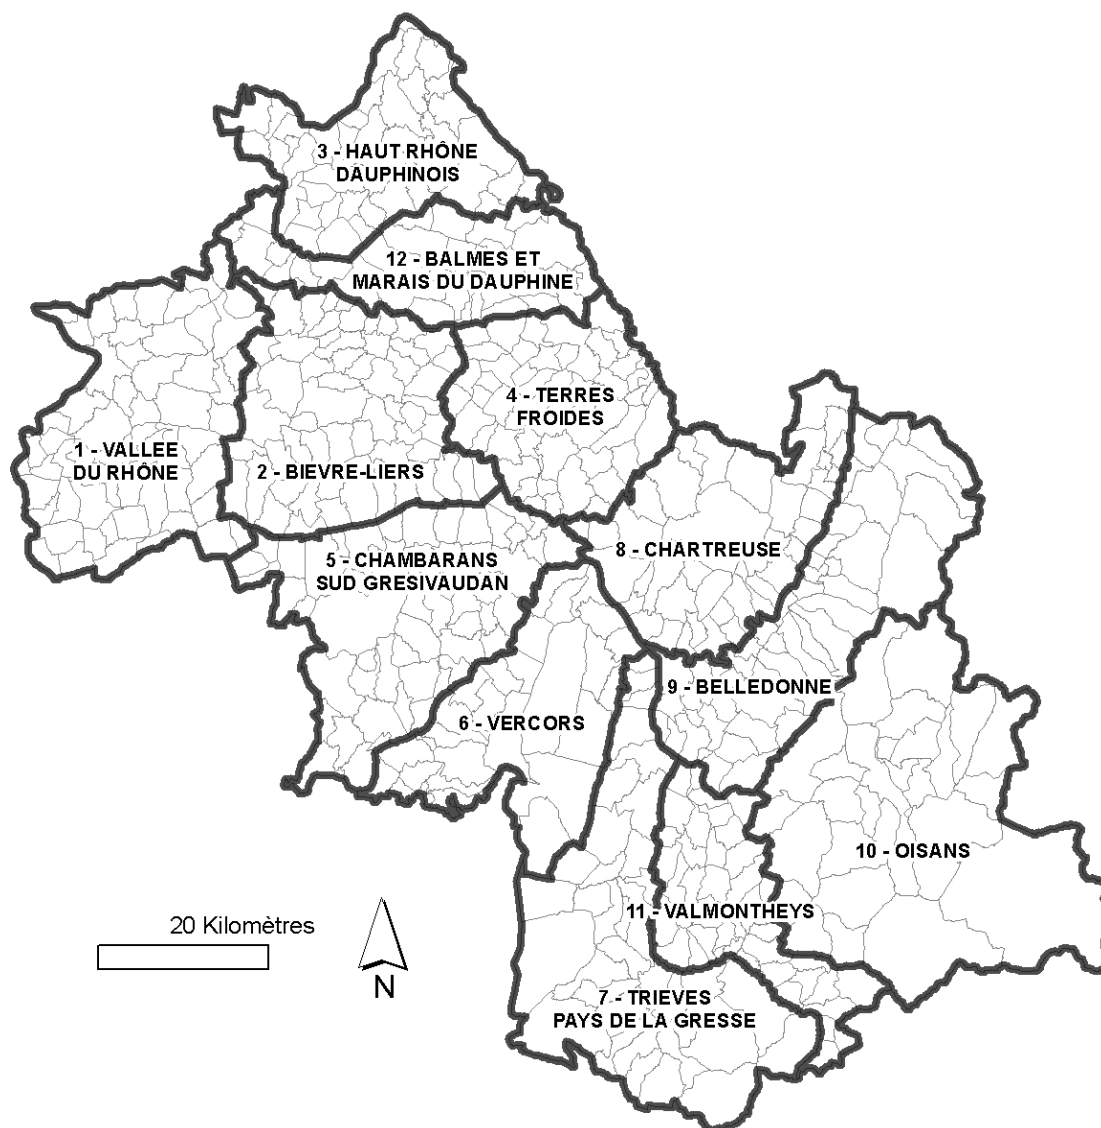 3 - HAUT RHÔNE
DAUPHINOIS
12 - BALMES ET
MARAIS DU DAUPHINE
4 - TERRES
FROIDES
1 - VALLEE
DU RHÔNE
2 - BIEVRE-LIERS
8 - CHARTREUSE
5 - CHAMBARANS
SUD GRESIVAUDAN
9 - BELLEDONNE
6 - VERCORS
10 - OISANS
11 - VALMONTHEYS
20 Kilomètres
N
7 - TRIEVES
PAYS DE LA GRESSE